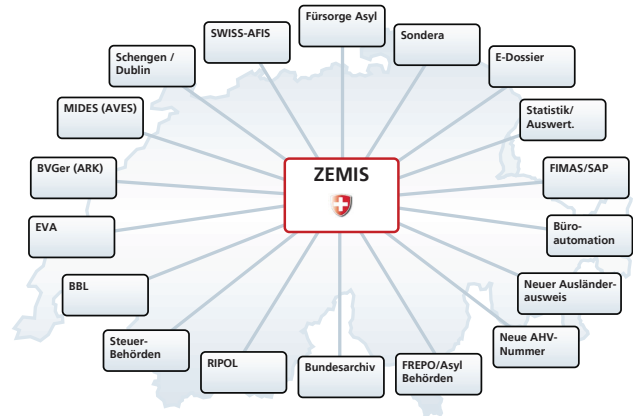 Fürsorge Asyl
SWISS-AFIS
Sondera
Schengen /
Dublin
E-Dossier
MIDES (AVES)
Statistik/
Auswert.
BVGer (ARK)
ZEMIS
FIMAS/SAP
EVA
Büro-
automation
BBL
Neuer Ausländer-
ausweis
Steuer-
Behörden
RIPOL
Bundesarchiv
FREPO/Asyl
Behörden
Neue AHV-
Nummer